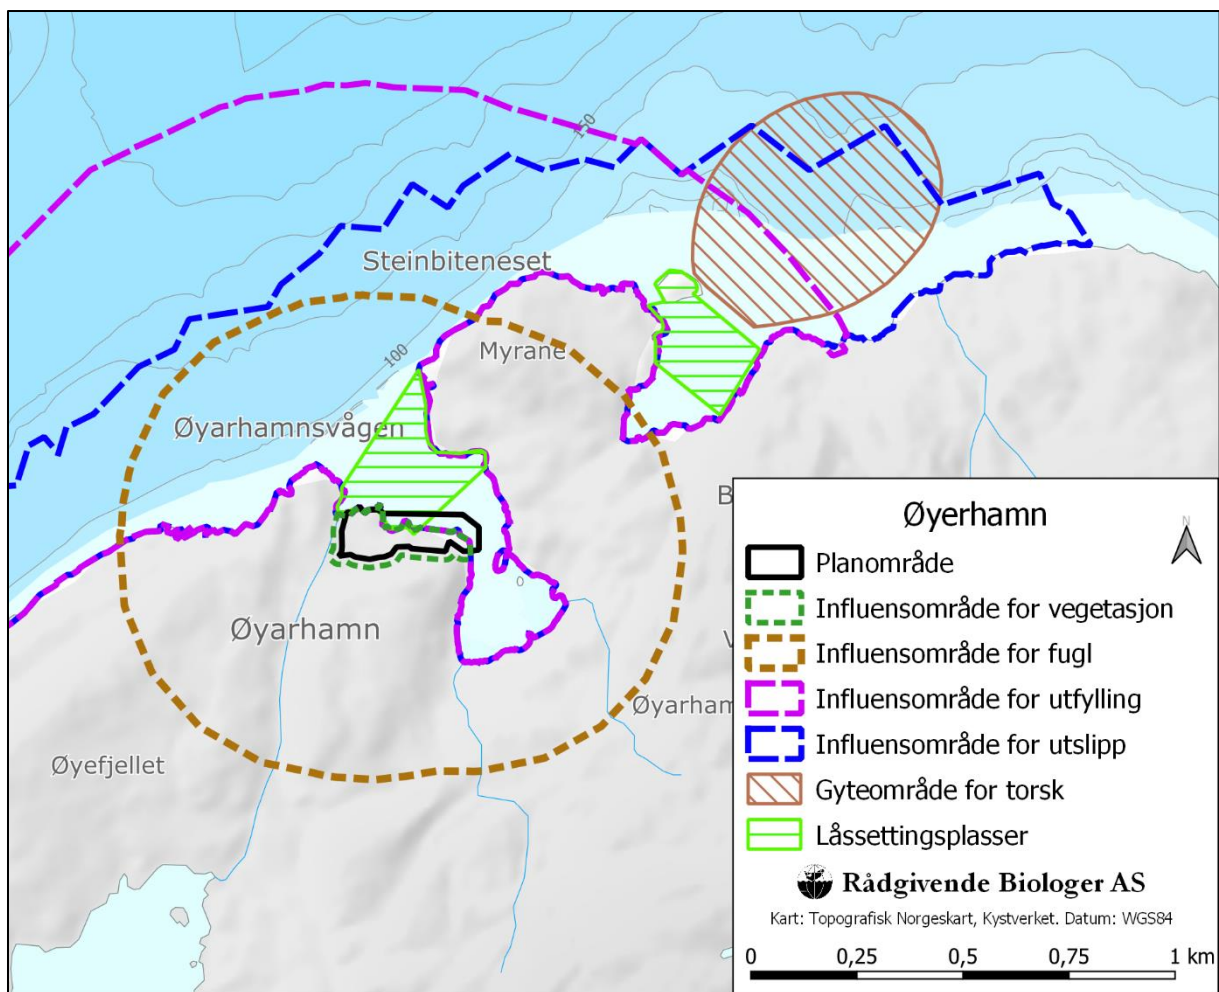 150
Steinbiteneset
Myrane
100
Øyarhamnsvågen
B
Øyerhamn
N
Planområde
0
Influensområde for vegetasjon
Øyarhamn
V
Influensområde for fugl
Øyarham
Influensområde for utfylling
Influensområde for utslipp
Øyefjellet
Gyteområde for torsk
Låssettingsplasser
Rådgivende Biologer AS
Kart: Topografisk Norgeskart, Kystverket. Datum: WGS84
0 0,25 0,5 0,75 1 km